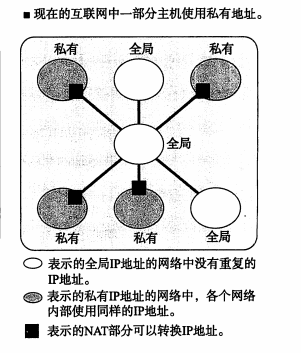 ■ 现在的互联网中一部分主机使用私有地址。
私有 全局 私有
全局
私有 私有 全局
表示的全局IP地址的网络中没有重复的
IP地址。
表示的私有IP地址的网络中，各个网络
内部使用同样的IP地址。
表示的NAT部分可以转换IP地址。